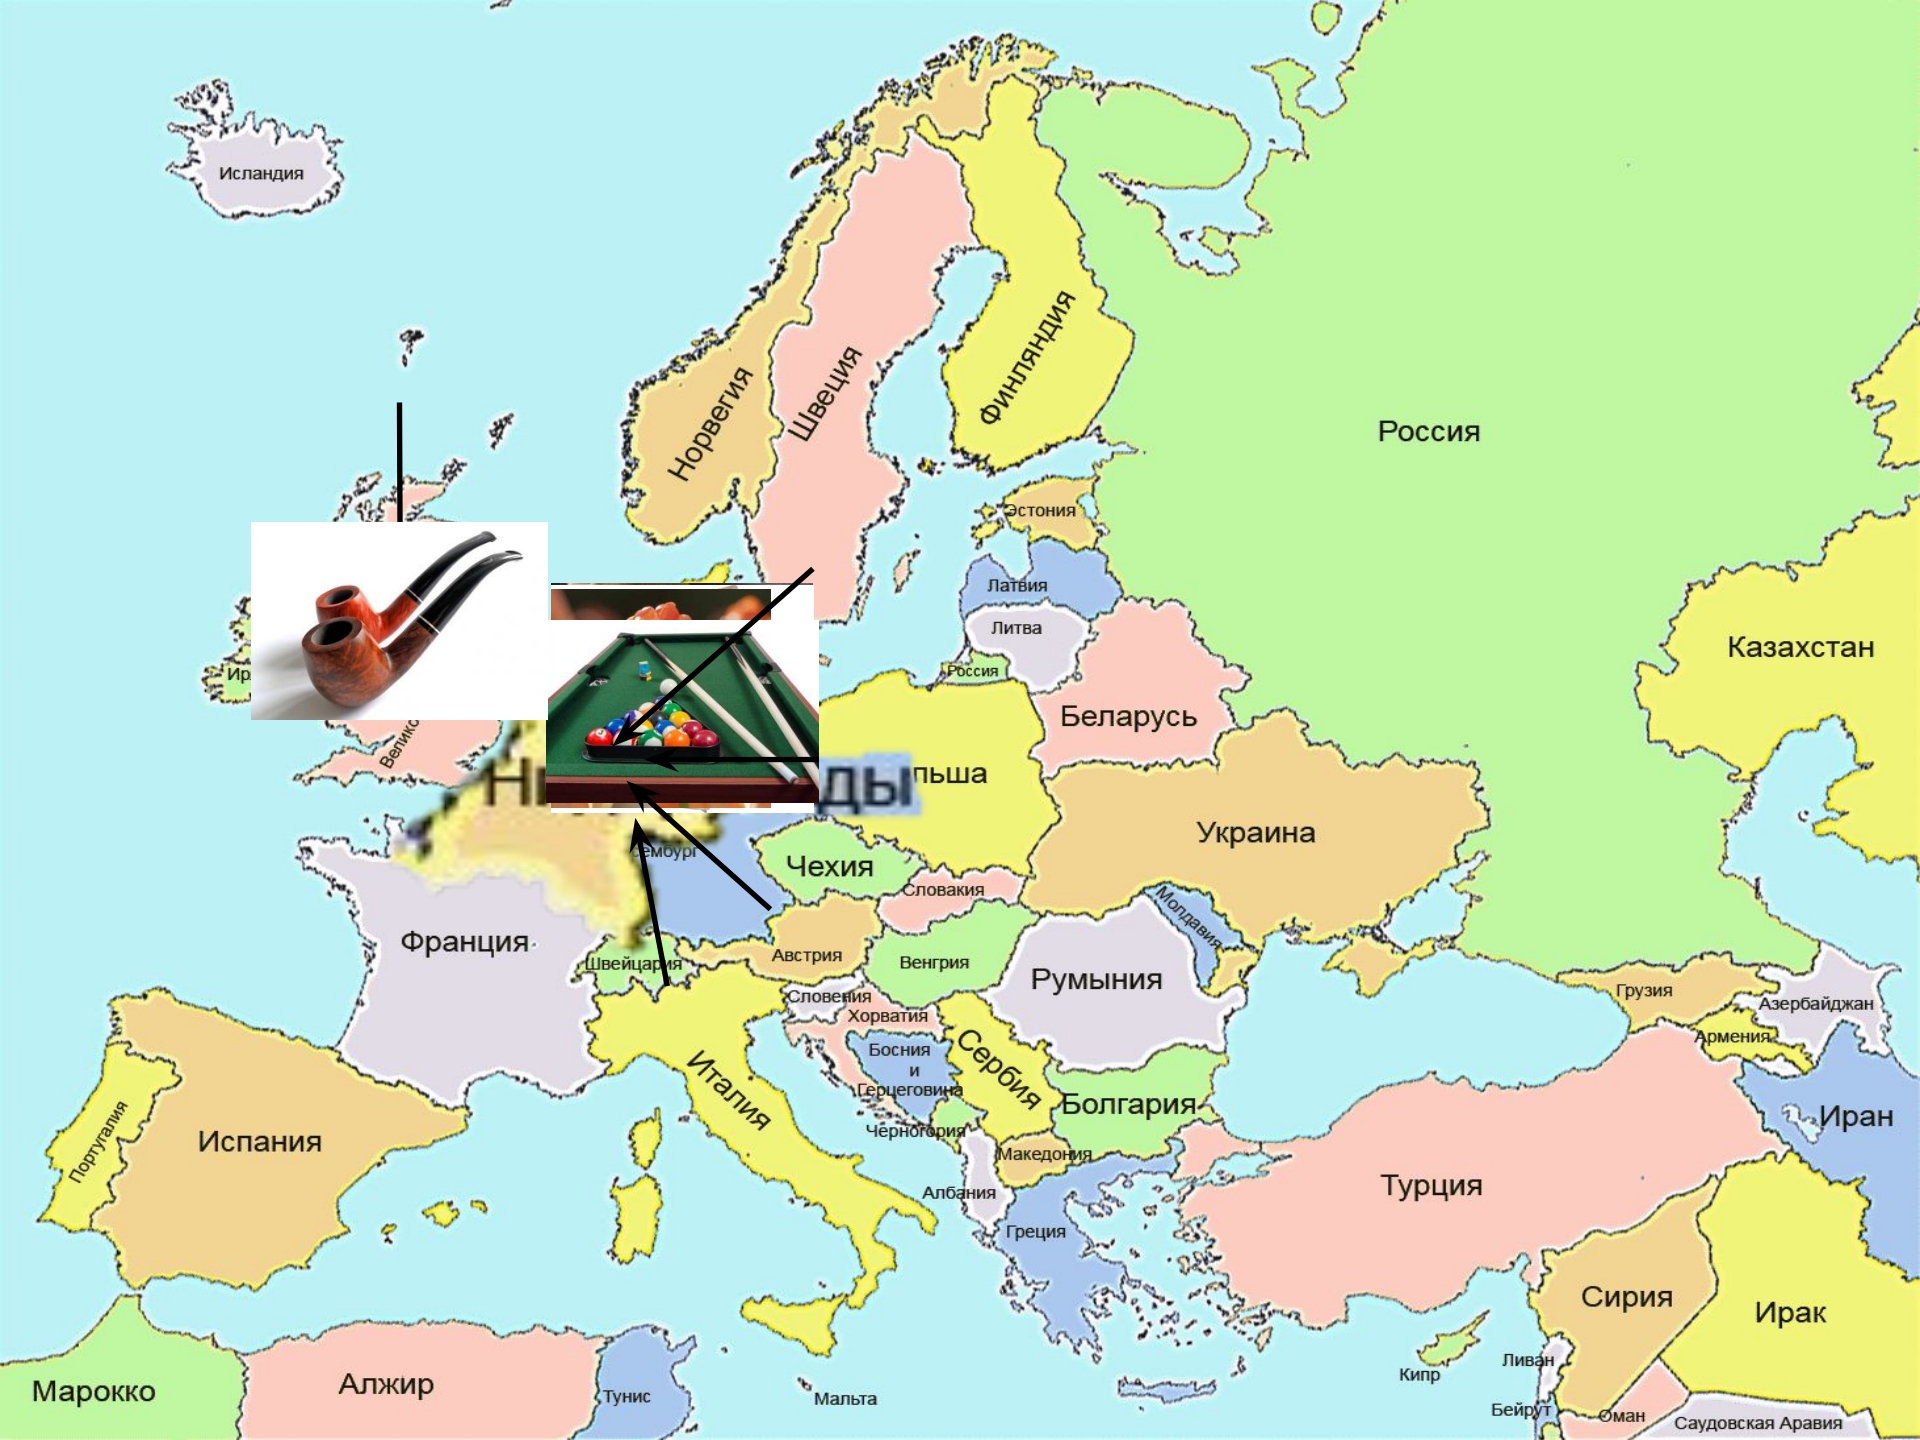 Исландия
Норвегия
Швеция
Финляндия
Россия
Эстония
Латвия
Литва
Россия
Казахстан
Беларусь
Украина
Чехия
Словакия
Молдавия
Франция
Швейцария
Австрия
Венгрия
Румыния
Словения
Хорватия
Босния
и
Герцеговина
Сербия
Италия
Болгария
Черногория
Македония
Албания
Греция
Грузия
Азербайджан
Армения
Иран
Португалия
Испания
Турция
Сирия
Ирак
Марокко
Алжир
Тунис
Мальта
Кипр
Ливан
Бейрут
Оман
Саудовская Аравия